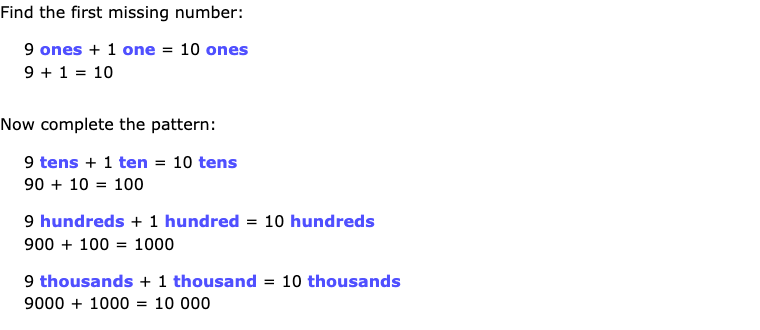 Find the first missing number:
9 ones + 1 one = 10 ones
9 + 1 = 10
Now complete the pattern:
9 tens + 1 ten = 10 tens
90 + 10 = 100
9 hundreds + 1 hundred = 10 hundreds
900 + 100 = 1000
9 thousands + 1 thousand = 10 thousands
9000 + 1000 = 10 000